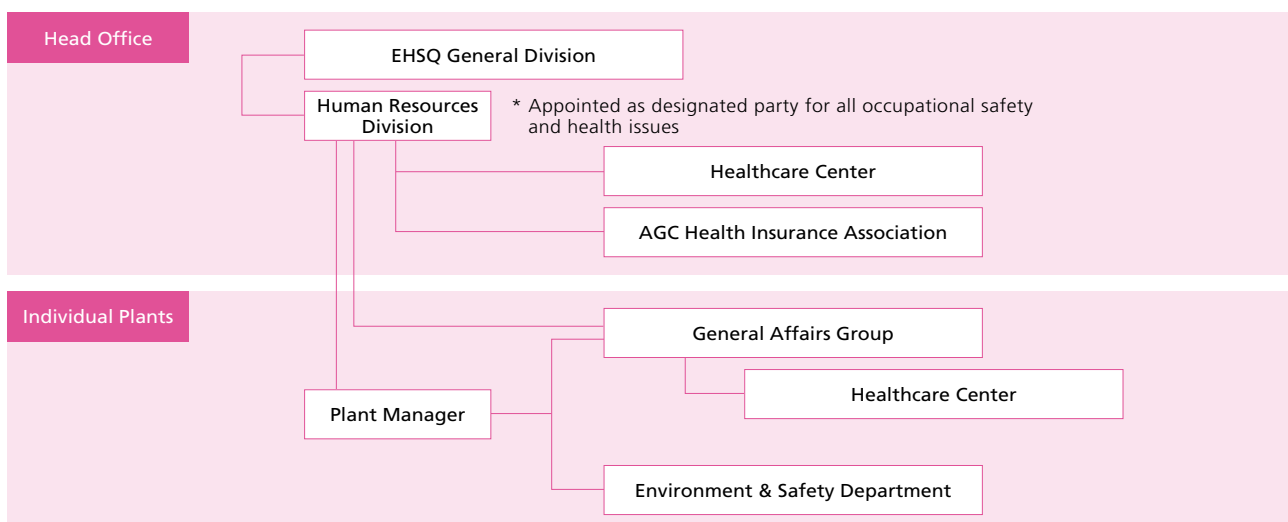 Head Office
EHSQ General Division
Human Resources
Division
* Appointed as designated party for all occupational safety
and health issues
Healthcare Center
AGC Health Insurance Association
Individual Plants
General Affairs Group
Healthcare Center
Plant Manager
Environment & Safety Department